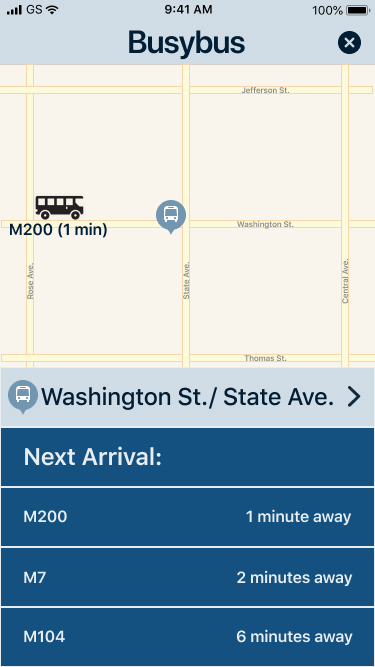 GS 9:41 AM 100%
Busybus
Jefferson St.
M200 (1 min)
Washington St.
Rose Ave.
State Ave.
Central Ave.
Thomas St.
Washington St./ State Ave.
Next Arrival:
M200 1 minute away
M7 2 minutes away
M104 6 minutes away